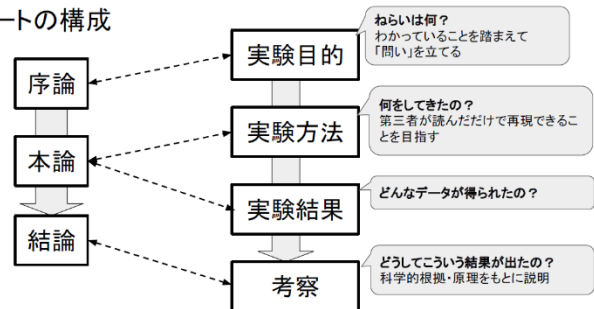 ートの構成
序論
本論
結論
実験目的
ねらいは何？
わかっていることを踏まえて
「問い」を立てる
実験方法
何をしてきたの？
第三者が読んだだけで再現できるこ
とを目指す
実験結果
どんなデータが得られたの？
考察
どうしてこういう結果が出たの？
科学的根拠・原理をもとに説明